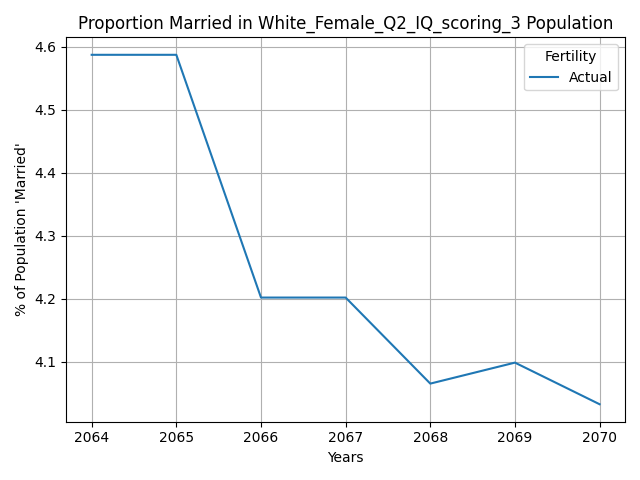 Proportion Married in White_Female_Q2_IQ_scoring_3 Population
Fertility
Actual
% of Population 'Married'
4.6
4.5
4.4
4.3
4.2
4.1
2064 2065 2066 2067 2068 2069 2070
Years